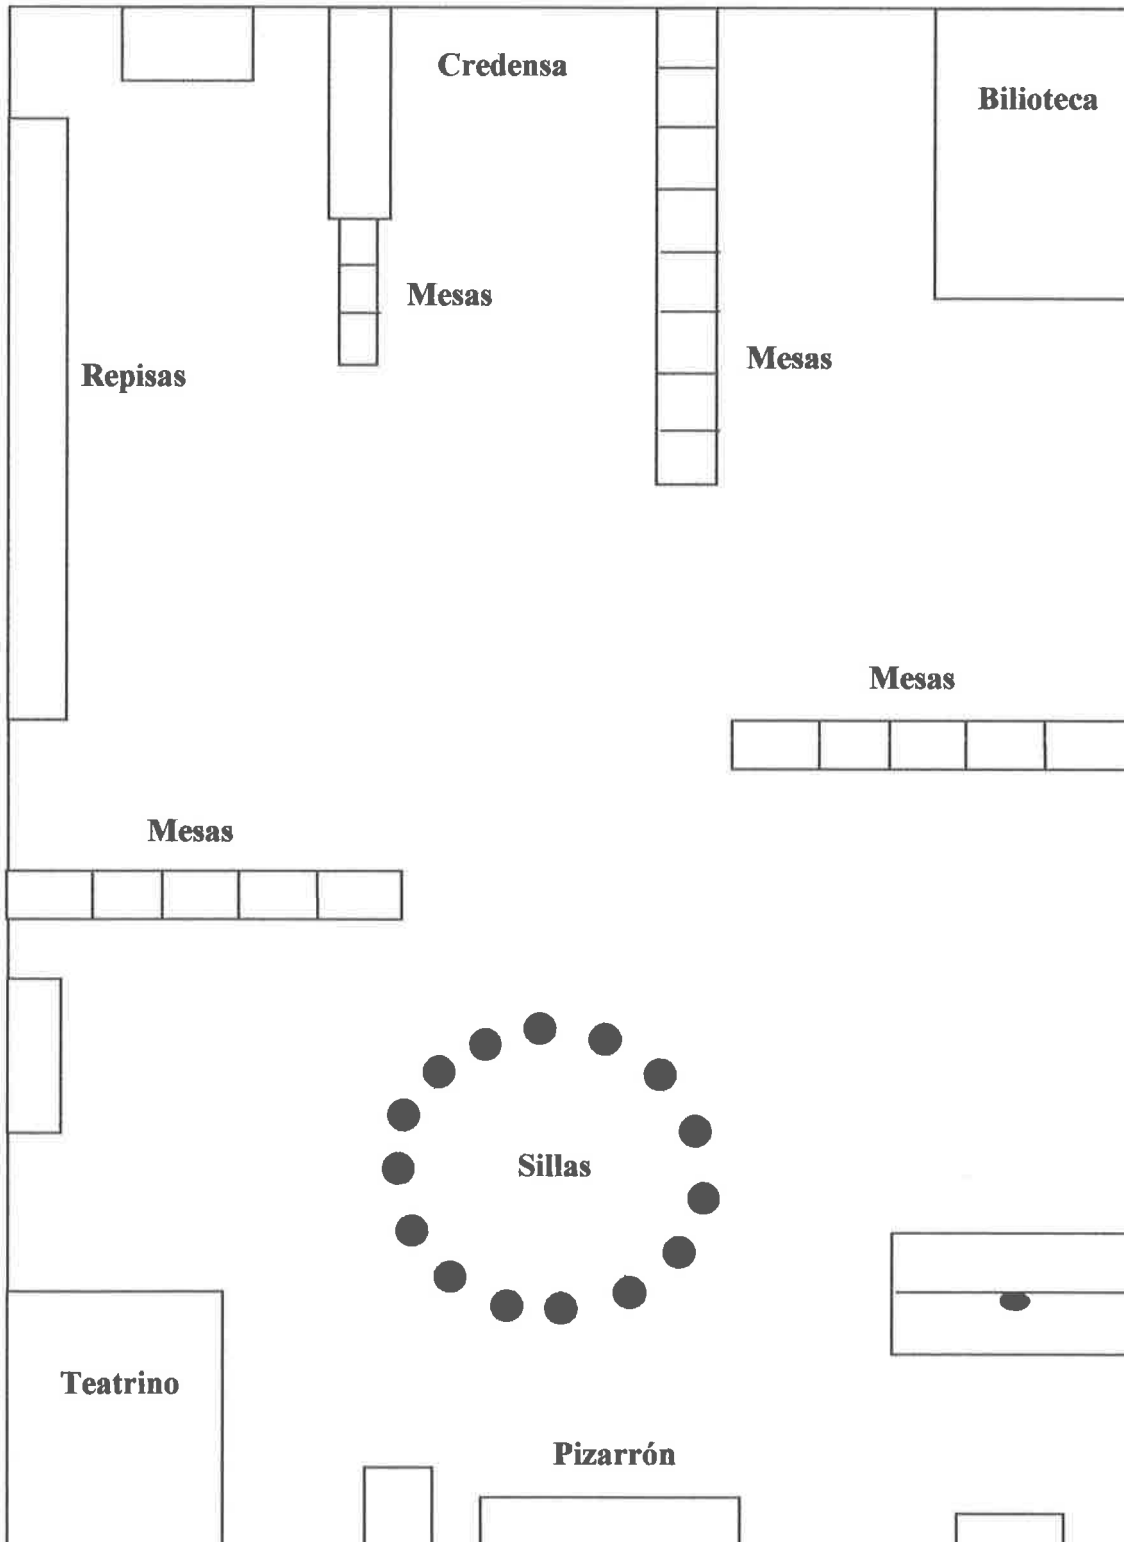 Credensa
Bilioteca
Mesas
Mesas
Repisas
Mesas
Mesas
Sillas
Teatrino
Pizarrón